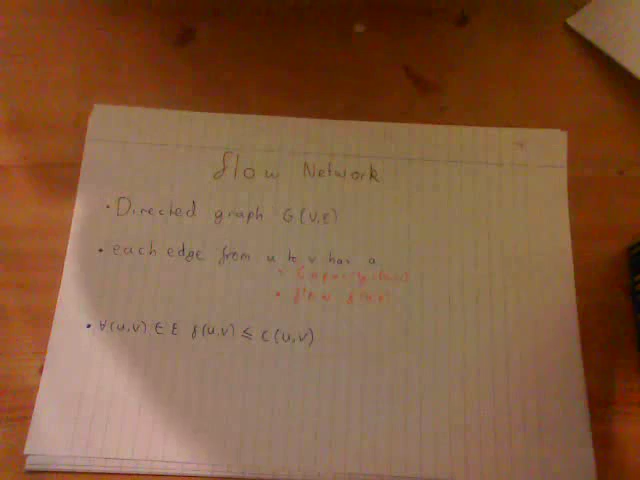 flow Network
• Directed graph G(V,E)
• each edge from u to v has a
• Capacity c(u,v)
• flow f(u,v)
• ∀(u,v) ∈ E f(u,v) ⩽ C(u,v)